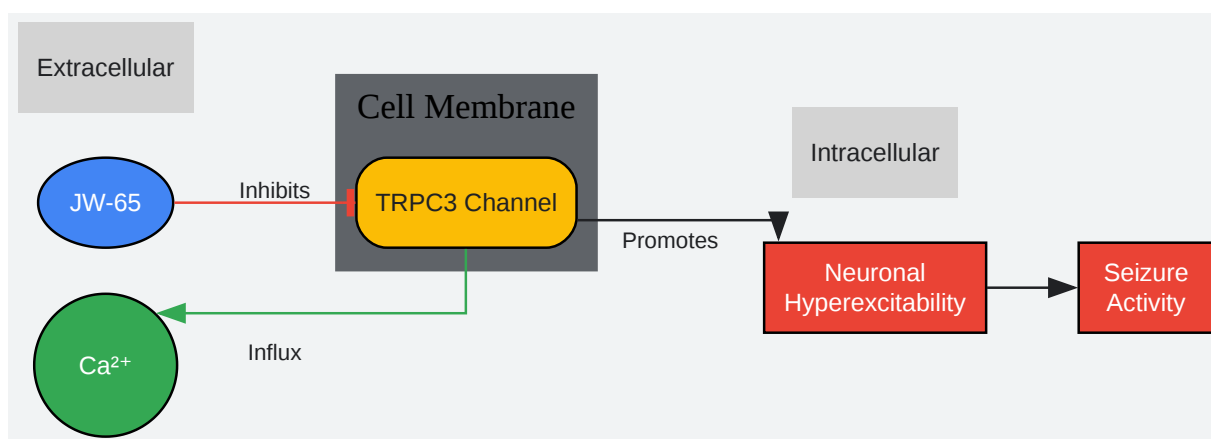 Extracellular
Cell Membrane
Intracellular
JW-65
Inhibits
TRPC3 Channel
Promotes
Neuronal
Hyperexcitability
Seizure
Activity
Influx
Ca²⁺